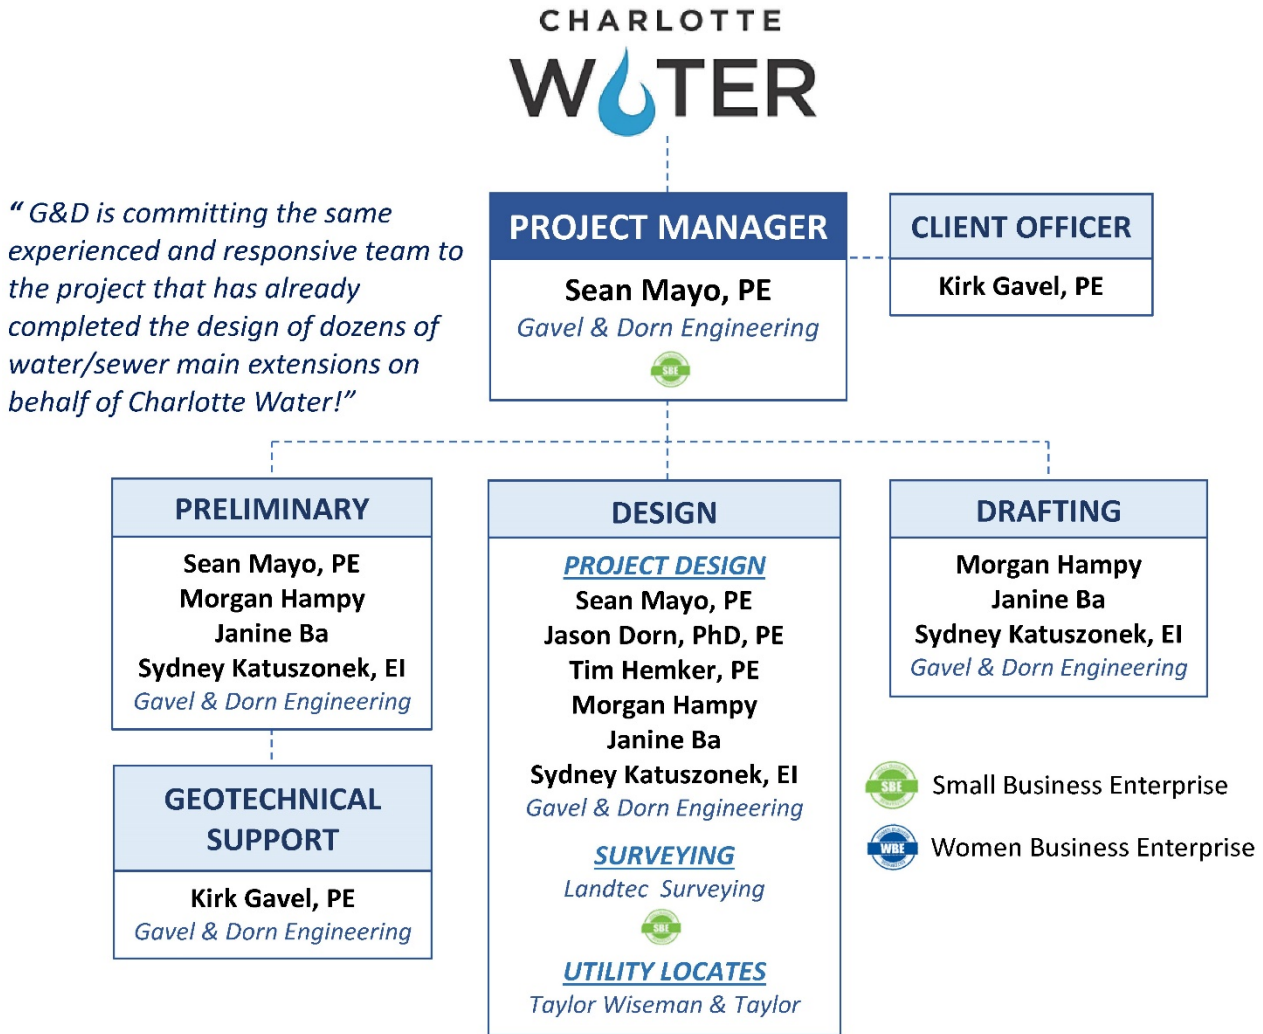 CHARLOTTE
WATER
“ G&D is committing the same
experienced and responsive team to
the project that has already
completed the design of dozens of
water/sewer main extensions on
behalf of Charlotte Water!”
PROJECT MANAGER
Sean Mayo, PE
Gavel & Dorn Engineering
SBE
CLIENT OFFICER
Kirk Gavel, PE
PRELIMINARY
Sean Mayo, PE
Morgan Hampy
Janine Ba
Sydney Katuszonek, EI
Gavel & Dorn Engineering
GEOTECHNICAL
SUPPORT
Kirk Gavel, PE
Gavel & Dorn Engineering
DESIGN
PROJECT DESIGN
Sean Mayo, PE
Jason Dorn, PhD, PE
Tim Hemker, PE
Morgan Hampy
Janine Ba
Sydney Katuszonek, EI
Gavel & Dorn Engineering
SURVEYING
Landtec Surveying
SBE
UTILITY LOCATES
Taylor Wiseman & Taylor
DRAFTING
Morgan Hampy
Janine Ba
Sydney Katuszonek, EI
Gavel & Dorn Engineering
SBE Small Business Enterprise
WBE Women Business Enterprise